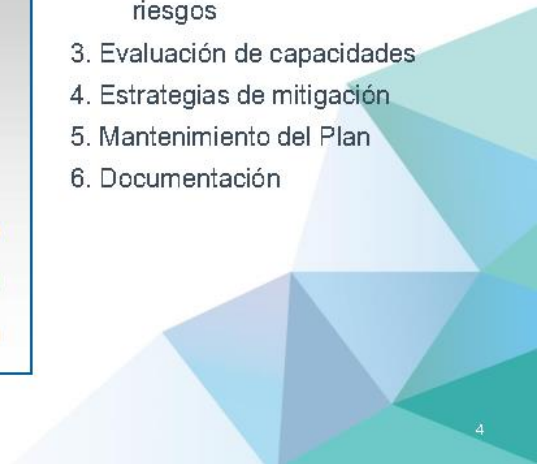 riesgos
3. Evaluación de capacidades
4. Estrategias de mitigación
5. Mantenimiento del Plan
6. Documentación
4